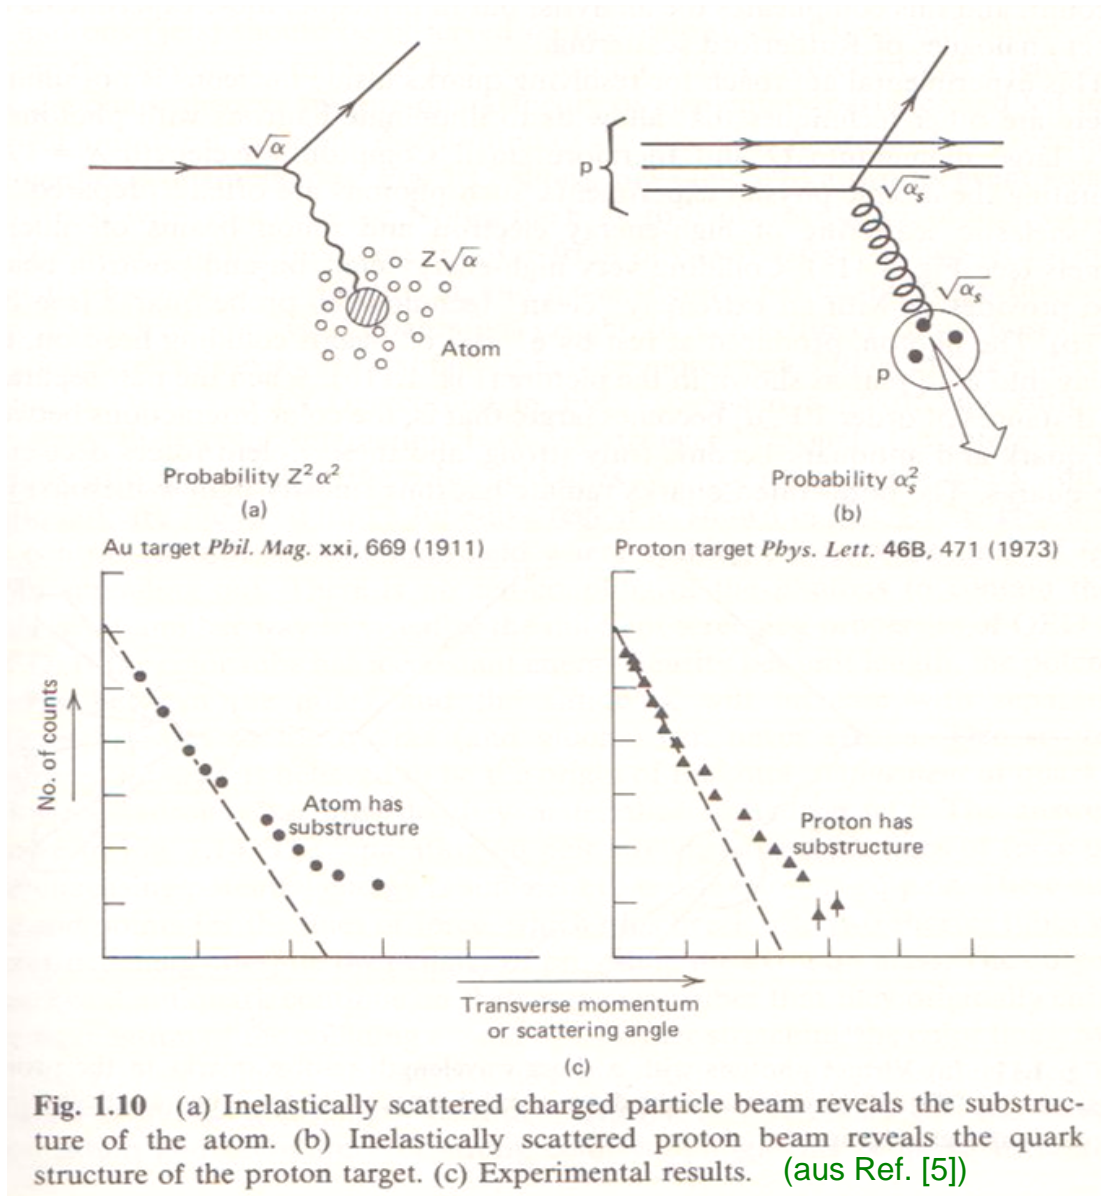 √α
Z√α
Atom
Probability Z²α²
(a)
p
√αₛ
√αₛ
p
Probability αₛ²
(b)
Au target Phil. Mag. xxi, 669 (1911)
No. of counts
Atom has
substructure
Proton target Phys. Lett. 46B, 471 (1973)
Proton has
substructure
Transverse momentum
or scattering angle
(c)
Fig. 1.10 (a) Inelastically scattered charged particle beam reveals the substruc-
ture of the atom. (b) Inelastically scattered proton beam reveals the quark
structure of the proton target. (c) Experimental results. (aus Ref. [5])